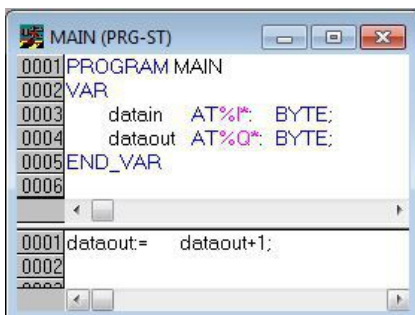 MAIN (PRG-ST)
0001 PROGRAM MAIN
0002 VAR
0003 datain AT%I*: BYTE;
0004 dataout AT%Q*: BYTE;
0005 END_VAR
0006
0001 dataout:= dataout+1;
0002